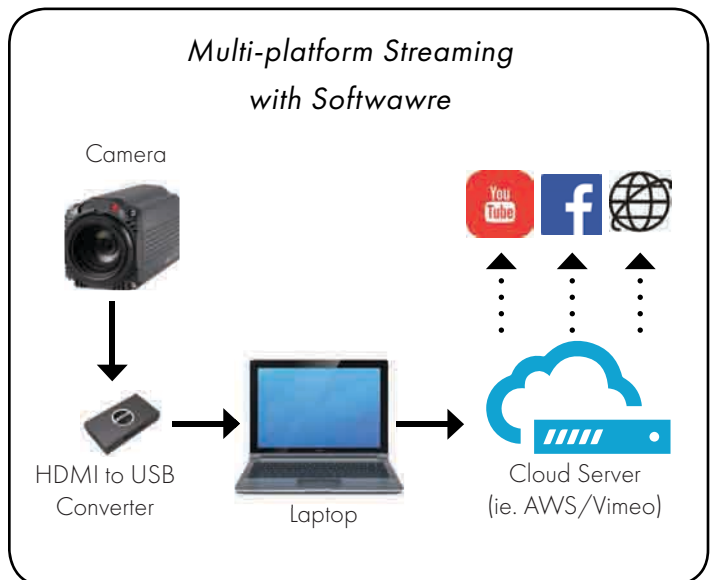 Multi-platform Streaming
with Softwawre
Camera
You
Tube
f
HDMI to USB
Converter
Laptop
Cloud Server
(ie. AWS/Vimeo)